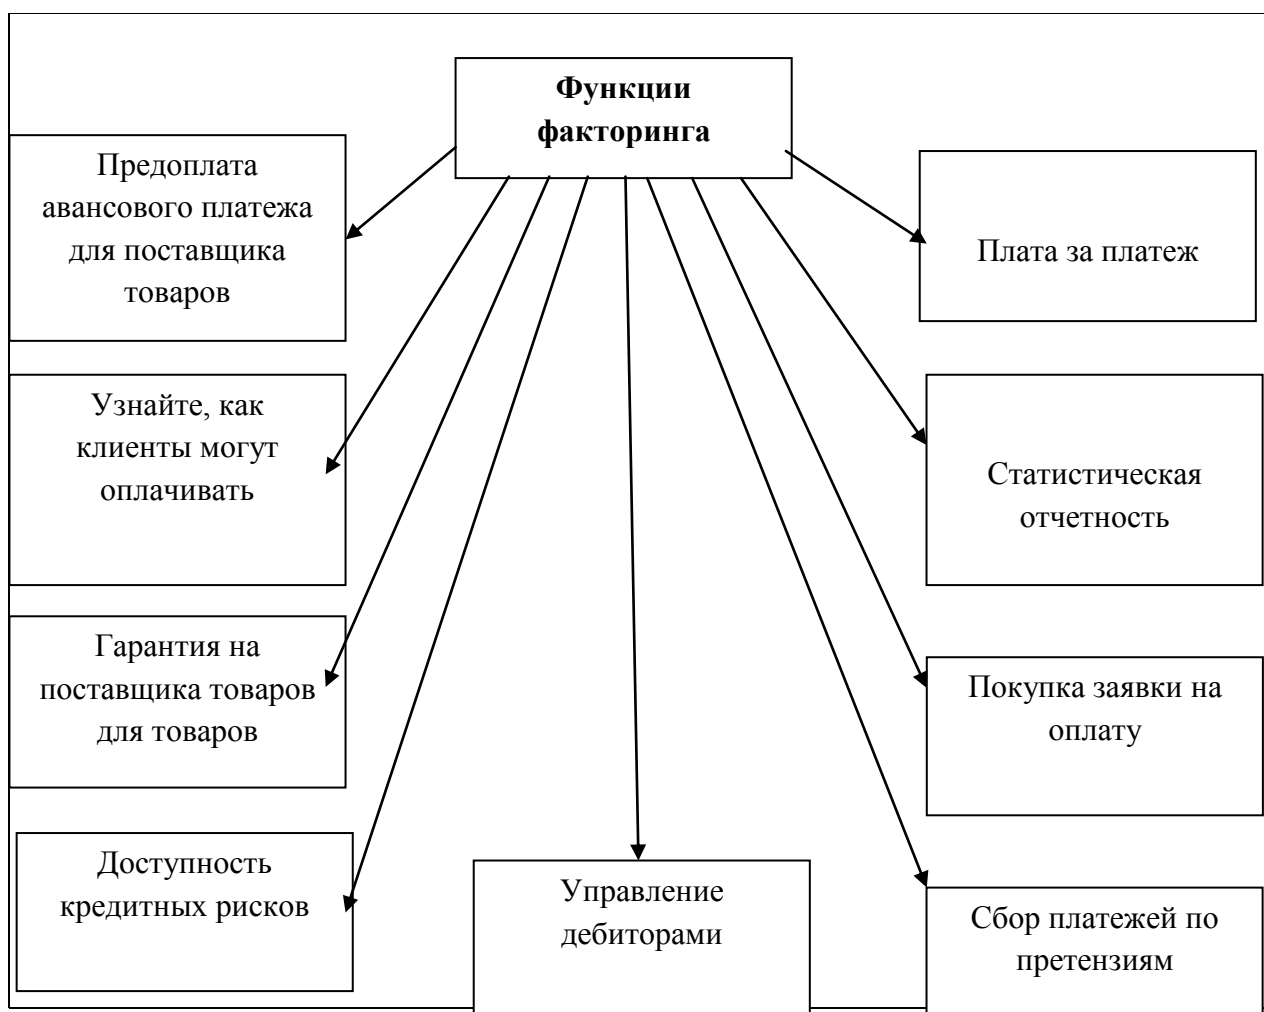 Функции
факторинга
Предоплата
авансового платежа
для поставщика
товаров
Плата за платеж
Узнайте, как
клиенты могут
оплачивать
Статистическая
отчетность
Гарантия на
поставщика товаров
для товаров
Покупка заявки на
оплату
Доступность
кредитных рисков
Управление
дебиторами
Сбор платежей по
претензиям